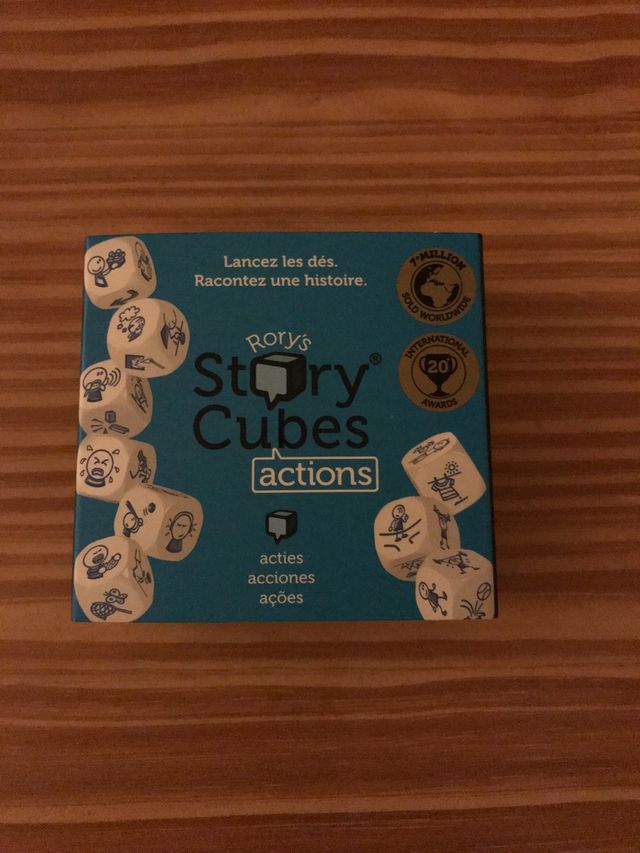 Lancez les dés.
Racontez une histoire.
7+ MILLION
SOLD WORLDWIDE
INTERNATIONAL
20+
AWARDS
Rory's
Story®
Cubes
actions
acties
acciones
ações